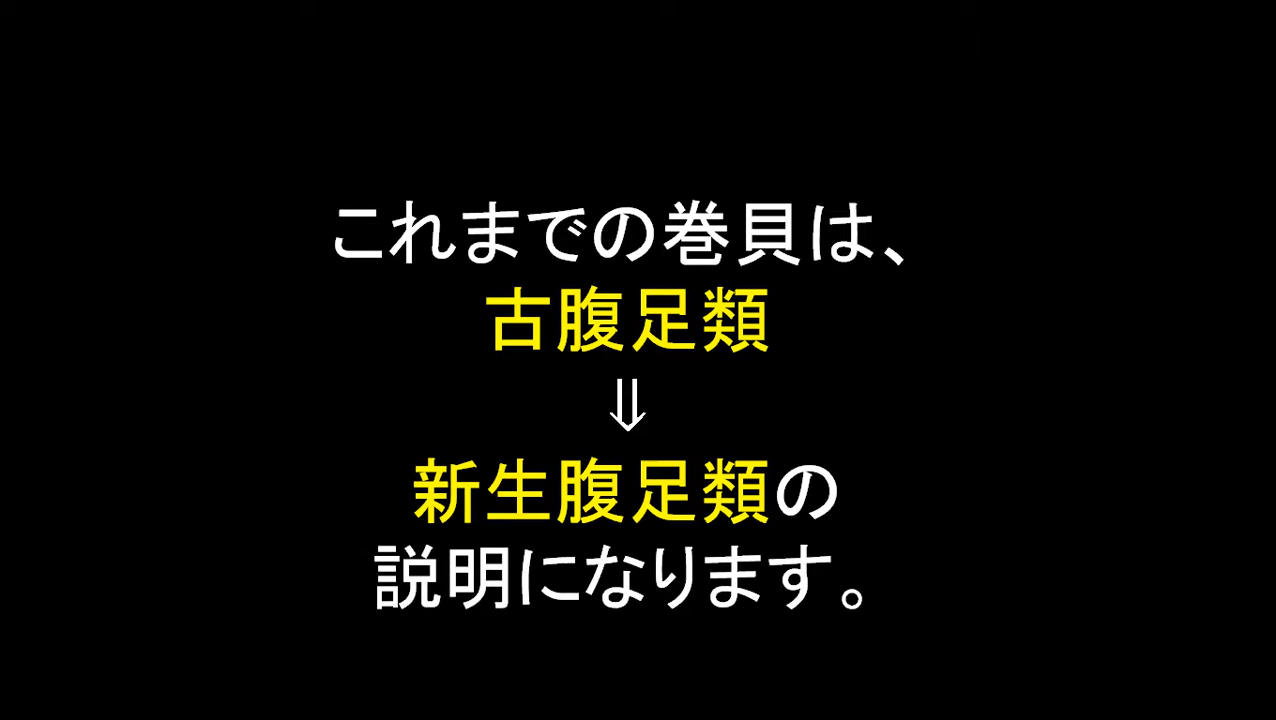 これまでの巻貝は、
古腹足類
⇓
新生腹足類の
説明になります。